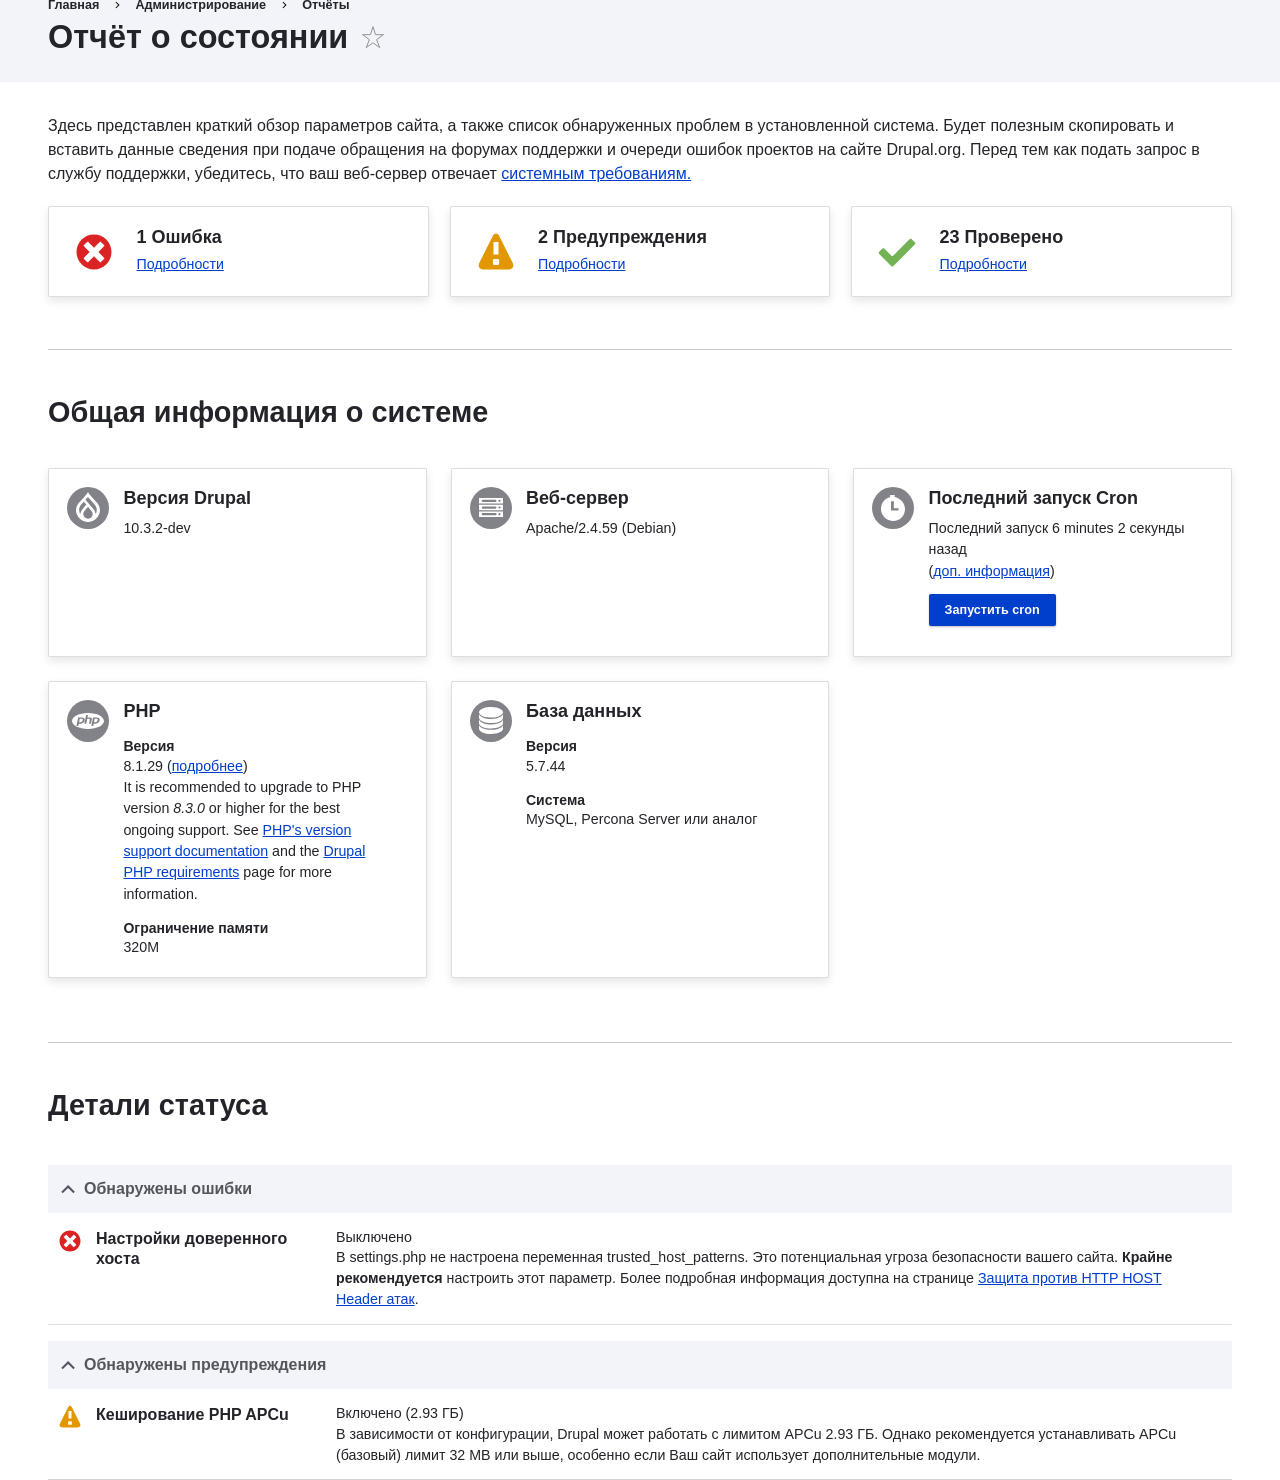 Главная › Администрирование › Отчёты
Отчёт о состоянии ☆
Здесь представлен краткий обзор параметров сайта, а также список обнаруженных проблем в установленной система. Будет полезным скопировать и
вставить данные сведения при подаче обращения на форумах поддержки и очереди ошибок проектов на сайте Drupal.org. Перед тем как подать запрос в
службу поддержки, убедитесь, что ваш веб-сервер отвечает системным требованиям.
1 Ошибка
Подробности
2 Предупреждения
Подробности
23 Проверено
Подробности
Общая информация о системе
Версия Drupal
10.3.2-dev
Веб-сервер
Apache/2.4.59 (Debian)
Последний запуск Cron
Последний запуск 6 minutes 2 секунды
назад
(доп. информация)
Запустить cron
php
PHP
Версия
8.1.29 (подробнее)
It is recommended to upgrade to PHP
version 8.3.0 or higher for the best
ongoing support. See PHP's version
support documentation and the Drupal
PHP requirements page for more
information.
Ограничение памяти
320M
База данных
Версия
5.7.44
Система
MySQL, Percona Server или аналог
Детали статуса
Обнаружены ошибки
Настройки доверенного
хоста
Выключено
В settings.php не настроена переменная trusted_host_patterns. Это потенциальная угроза безопасности вашего сайта. Крайне
рекомендуется настроить этот параметр. Более подробная информация доступна на странице Защита против HTTP HOST
Header атак.
Обнаружены предупреждения
Кеширование PHP APCu
Включено (2.93 ГБ)
В зависимости от конфигурации, Drupal может работать с лимитом APCu 2.93 ГБ. Однако рекомендуется устанавливать APCu
(базовый) лимит 32 MB или выше, особенно если Ваш сайт использует дополнительные модули.